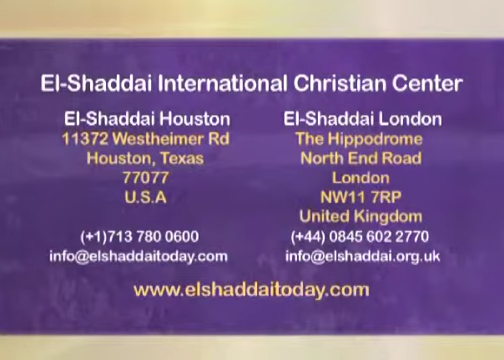 El-Shaddai International Christian Center
El-Shaddai Houston
11372 Westheimer Rd
Houston, Texas
77077
U.S.A
(+1)713 780 0600
info@elshaddaitoday.com
El-Shaddai London
The Hippodrome
North End Road
London
NW11 7RP
United Kingdom
(+44) 0845 602 2770
info@elshaddai.org.uk
www.elshaddaitoday.com